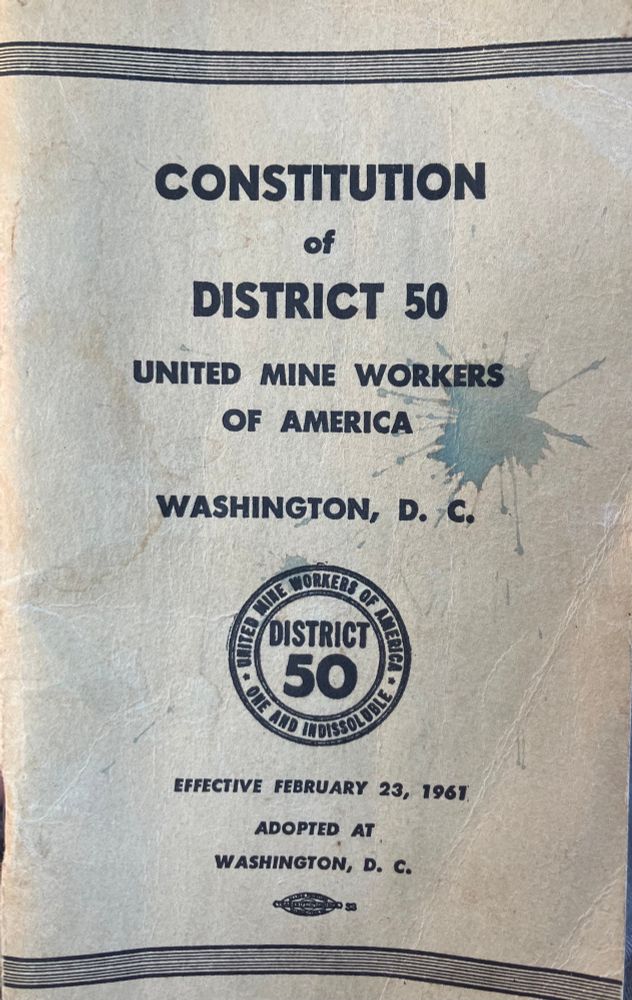 CONSTITUTION
of
DISTRICT 50
UNITED MINE WORKERS
OF AMERICA
WASHINGTON, D. C.
UNITED MINE WORKERS OF AMERICA
DISTRICT
50
★ ONE AND INDISSOLUBLE ★
EFFECTIVE FEBRUARY 23, 1961
ADOPTED AT
WASHINGTON, D. C.